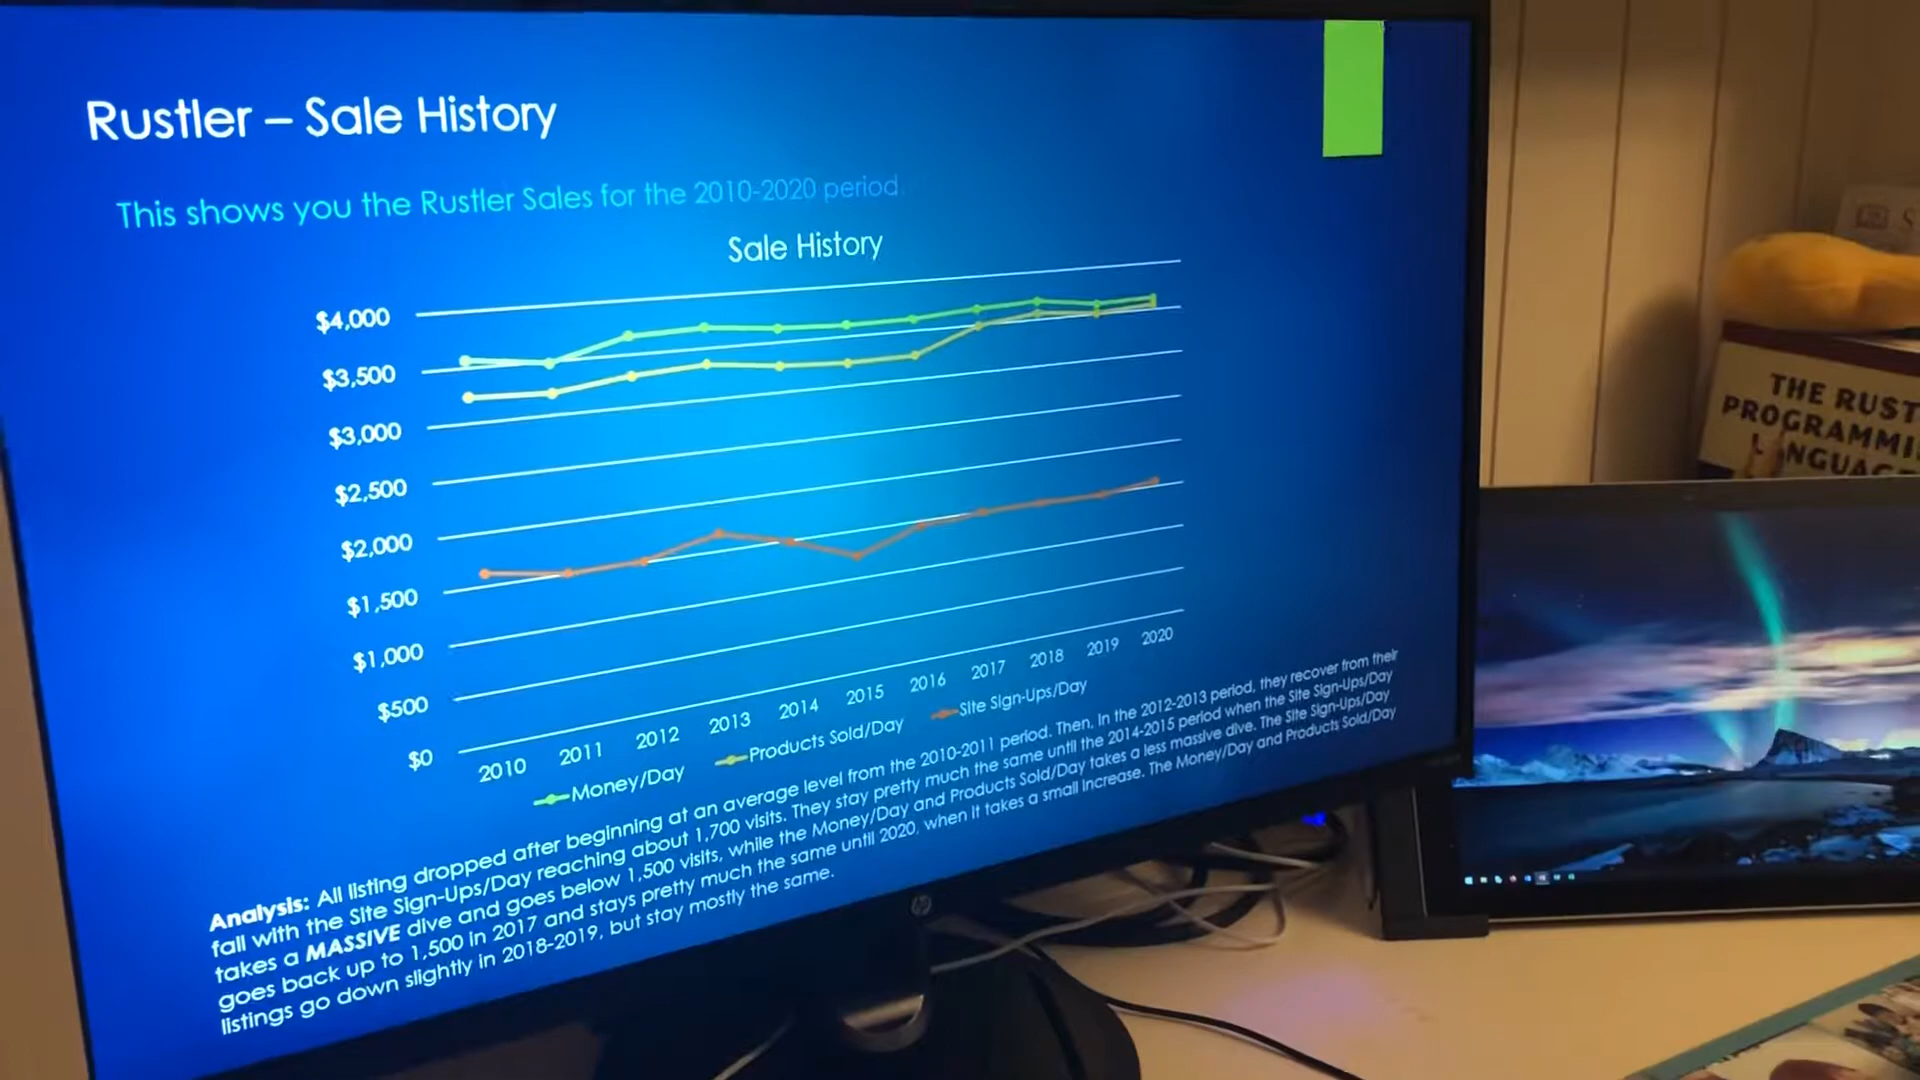 Rustler – Sale History
This shows you the Rustler Sales for the 2010-2020 period.
Sale History
$4,000
$3,500
$3,000
$2,500
$2,000
$1,500
$1,000
$500
$0
2010 2011 2012 2013 2014 2015 2016 2017 2018 2019 2020
Money/Day Products Sold/Day Site Sign-Ups/Day
Analysis: All listing dropped after beginning at an average level from the 2010-2011 period. Then, in the 2012-2013 period, they recover from their
fall with the Site Sign-Ups/Day reaching about 1,700 visits. They stay pretty much the same until the 2014-2015 period when the Site Sign-Ups/Day
takes a MASSIVE dive and goes below 1,500 visits, while the Money/Day and Products Sold/Day takes a less massive dive. The Site Sign-Ups/Day
goes back up to 1,500 in 2017 and stays pretty much the same until 2020, when it takes a small increase. The Money/Day and Products Sold/Day
listings go down slightly in 2018-2019, but stay mostly the same.
hp
THE RUST
PROGRAMMI
L NGUAG
S